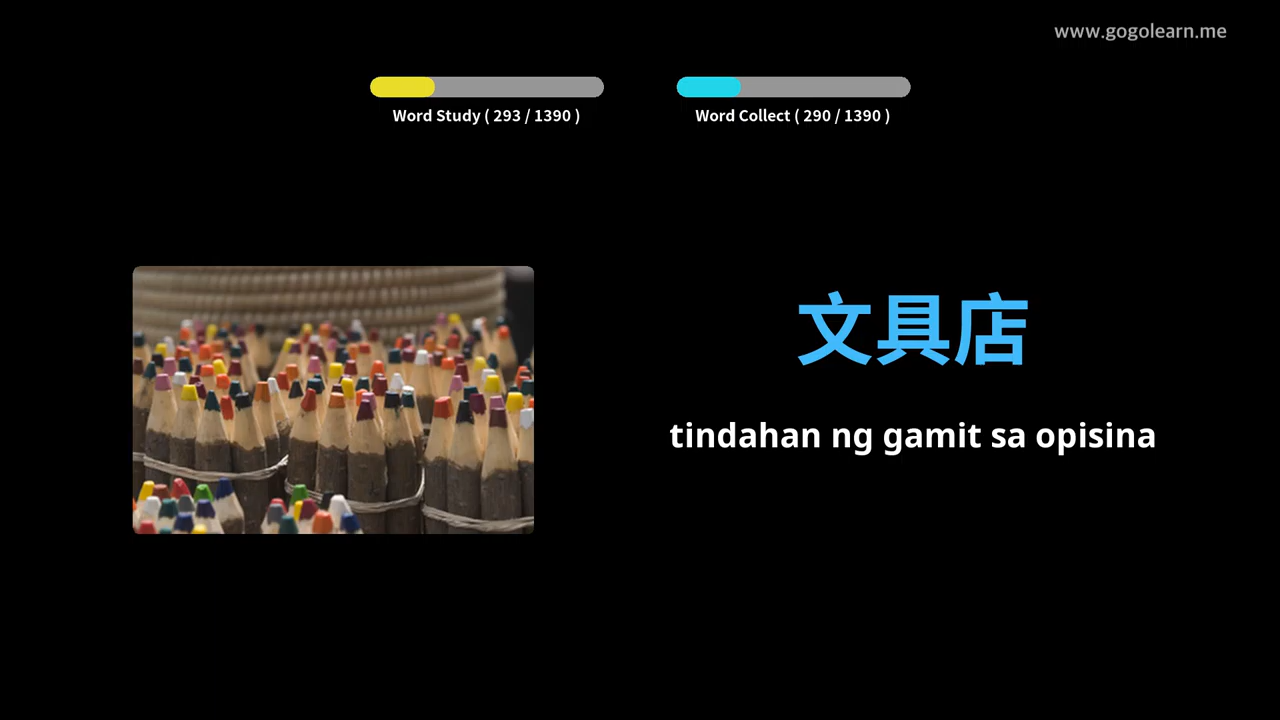 www.gogolearn.me
Word Study ( 293 / 1390 )
Word Collect ( 290 / 1390 )
文具店
tindahan ng gamit sa opisina